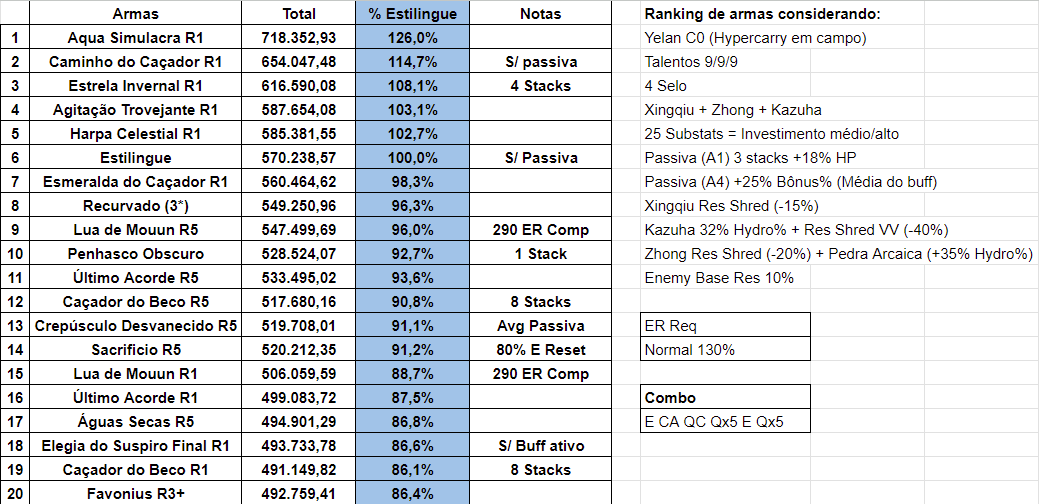 Armas Total % Estilingue Notas Ranking de armas considerando:
1 Aqua Simulacra R1 718.352,93 126,0% Yelan C0 (Hypercarry em campo)
2 Caminho do Caçador R1 654.047,48 114,7% S/ passiva Talentos 9/9/9
3 Estrela Invernal R1 616.590,08 108,1% 4 Stacks 4 Selo
4 Agitação Trovejante R1 587.654,08 103,1% Xingqiu + Zhong + Kazuha
5 Harpa Celestial R1 585.381,55 102,7% 25 Substats = Investimento médio/alto
6 Estilingue 570.238,57 100,0% S/ Passiva Passiva (A1) 3 stacks +18% HP
7 Esmeralda do Caçador R1 560.464,62 98,3% Passiva (A4) +25% Bônus% (Média do buff)
8 Recurvado (3*) 549.250,96 96,3% Xingqiu Res Shred (-15%)
9 Lua de Mouun R5 547.499,69 96,0% 290 ER Comp Kazuha 32% Hydro% + Res Shred VV (-40%)
10 Penhasco Obscuro 528.524,07 92,7% 1 Stack Zhong Res Shred (-20%) + Pedra Arcaica (+35% Hydro%)
11 Último Acorde R5 533.495,02 93,6% Enemy Base Res 10%
12 Caçador do Beco R5 517.680,16 90,8% 8 Stacks
13 Crepúsculo Desvanecido R5 519.708,01 91,1% Avg Passiva ER Req
14 Sacrificio R5 520.212,35 91,2% 80% E Reset Normal 130%
15 Lua de Mouun R1 506.059,59 88,7% 290 ER Comp
16 Último Acorde R1 499.083,72 87,5% Combo
17 Águas Secas R5 494.901,29 86,8% E CA QC Qx5 E Qx5
18 Elegia do Suspiro Final R1 493.733,78 86,6% S/ Buff ativo
19 Caçador do Beco R1 491.149,82 86,1% 8 Stacks
20 Favonius R3+ 492.759,41 86,4%